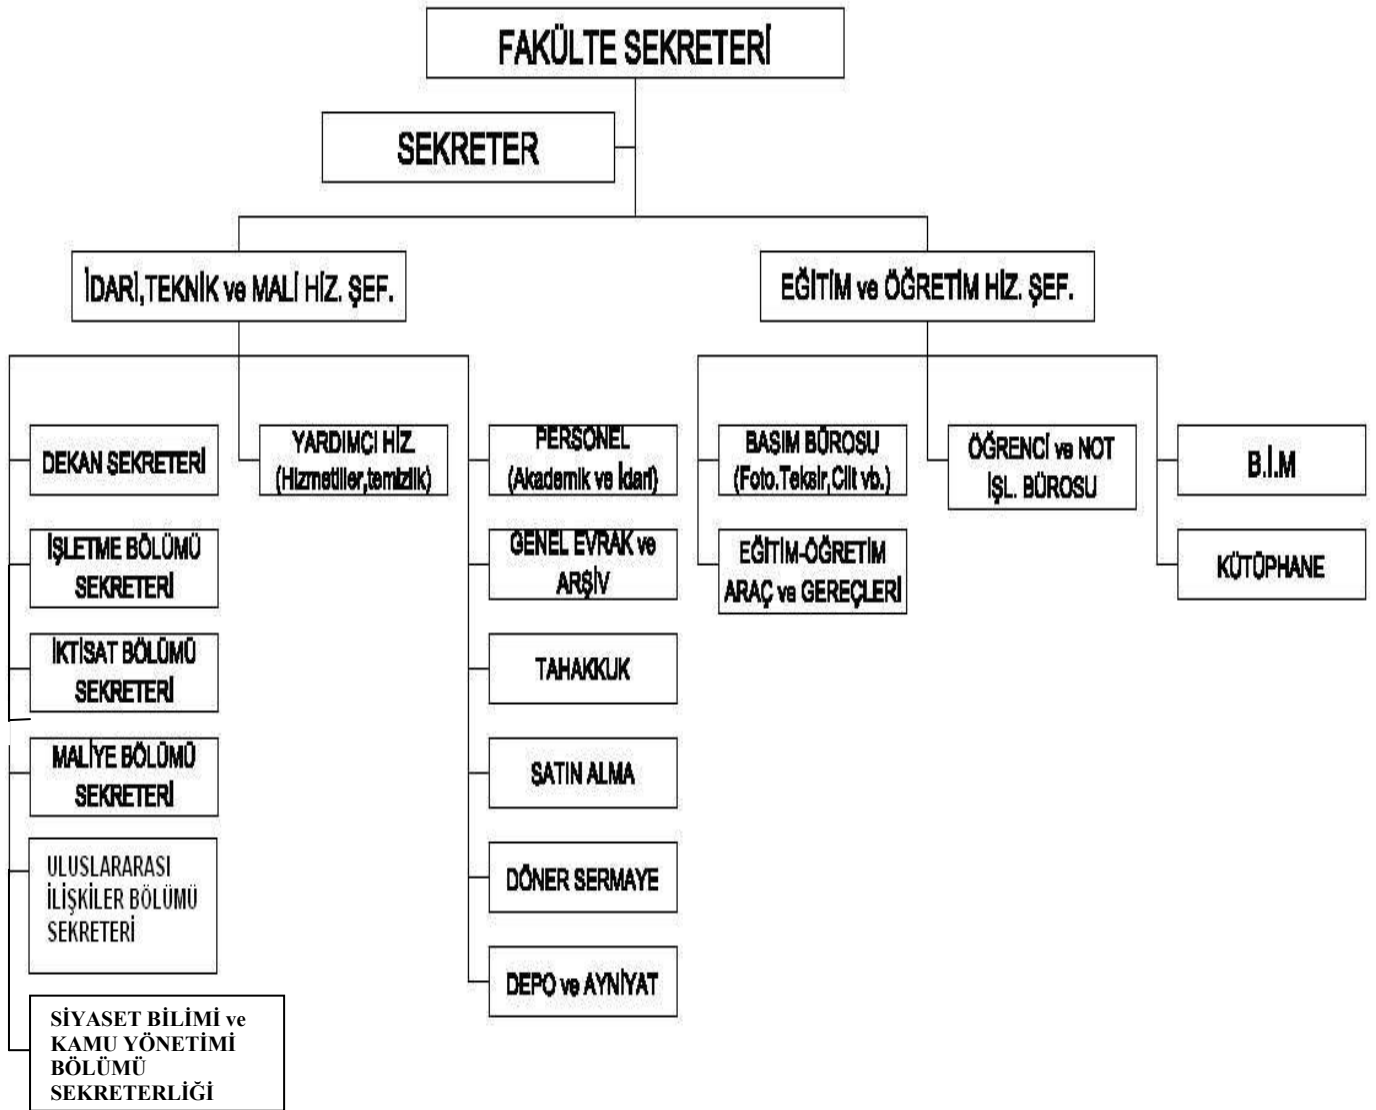 FAKÜLTE SEKRETERİ
SEKRETER
İDARİ,TEKNİK ve MALİ HİZ. ŞEF.
EĞİTİM ve ÖĞRETİM HİZ. ŞEF.
DEKAN SEKRETERİ
İŞLETME BÖLÜMÜ
SEKRETERİ
İKTİSAT BÖLÜMÜ
SEKRETERİ
MALİYE BÖLÜMÜ
SEKRETERİ
ULUSLARARASI
İLİŞKİLER BÖLÜMÜ
SEKRETERİ
SİYASET BİLİMİ ve
KAMU YÖNETİMİ
BÖLÜMÜ
SEKRETERLİĞİ
YARDIMCI HİZ.
(Hizmetliler,temizlik)
PERSONEL
(Akademik ve İdari)
GENEL EVRAK ve
ARŞİV
TAHAKKUK
SATIN ALMA
DÖNER SERMAYE
DEPO ve AYNİYAT
BASIM BÜROSU
(Foto.Teksir,Cilt vb.)
EĞİTİM-ÖĞRETİM
ARAÇ ve GEREÇLERİ
ÖĞRENCİ ve NOT
İŞL. BÜROSU
B.İ.M
KÜTÜPHANE